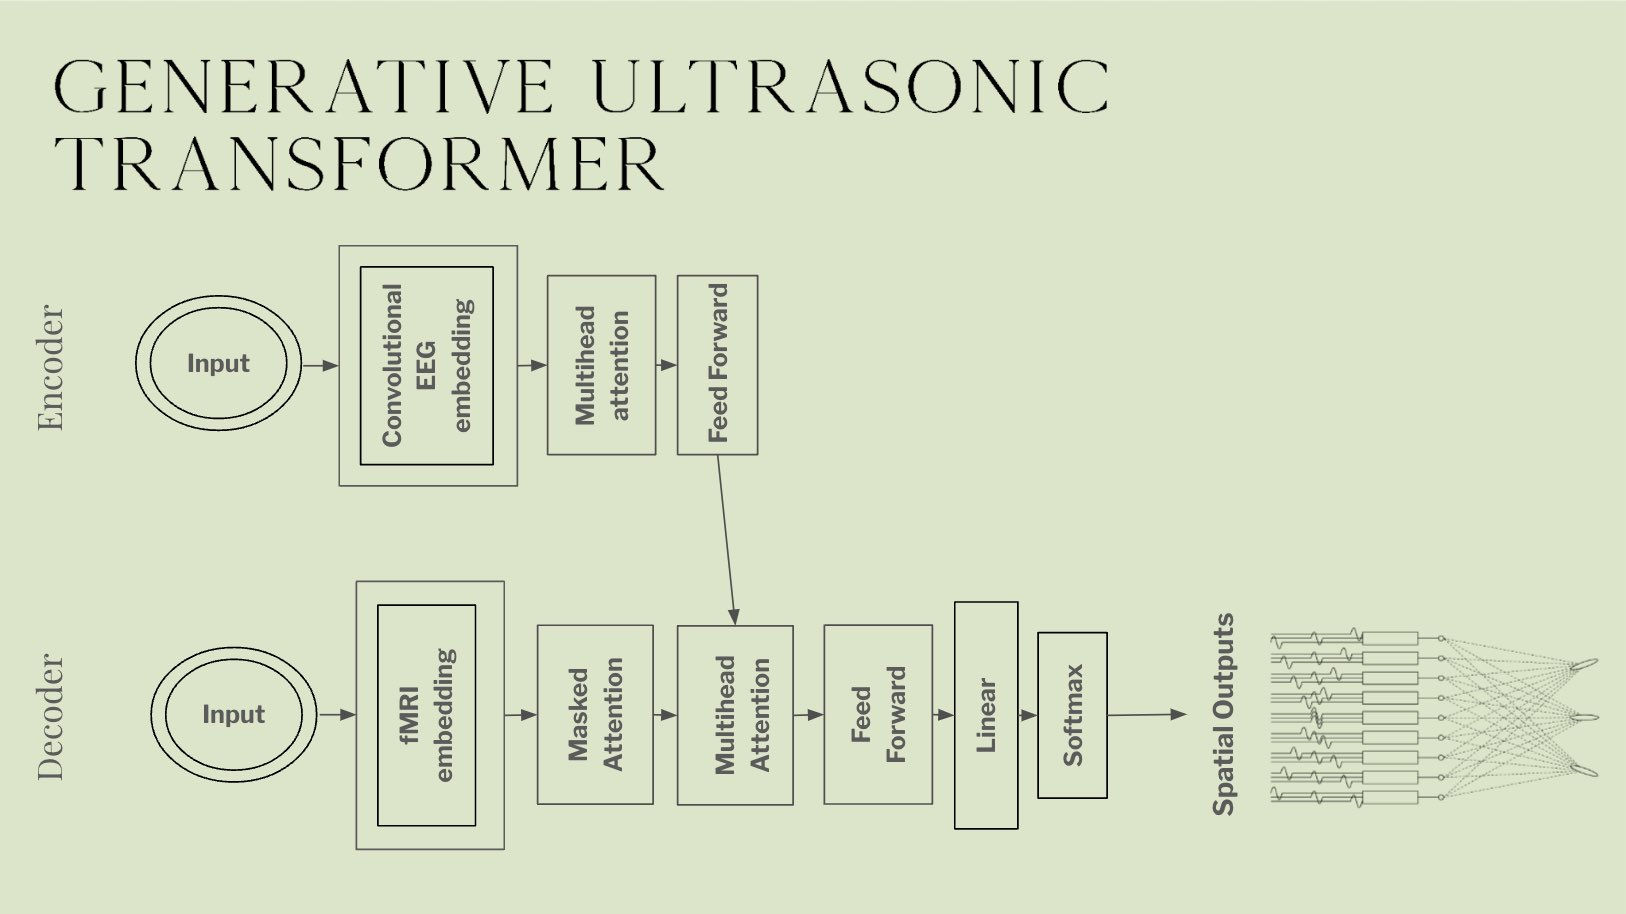 GENERATIVE ULTRASONIC
TRANSFORMER
Encoder
Input
Convolutional
EEG
embedding
Multihead
attention
Feed Forward
Decoder
Input
fMRI
embedding
Masked
Attention
Multihead
Attention
Feed
Forward
Linear
Softmax
Spatial Outputs